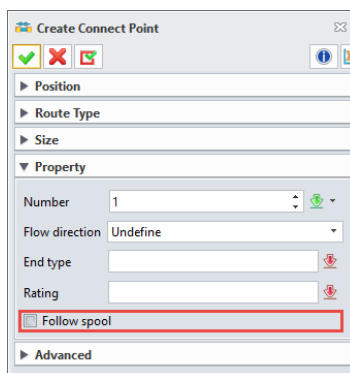 Create Connect Point
Position
Route Type
Size
Property
Number 1
Flow direction Undefine
End type
Rating
Follow spool
Advanced